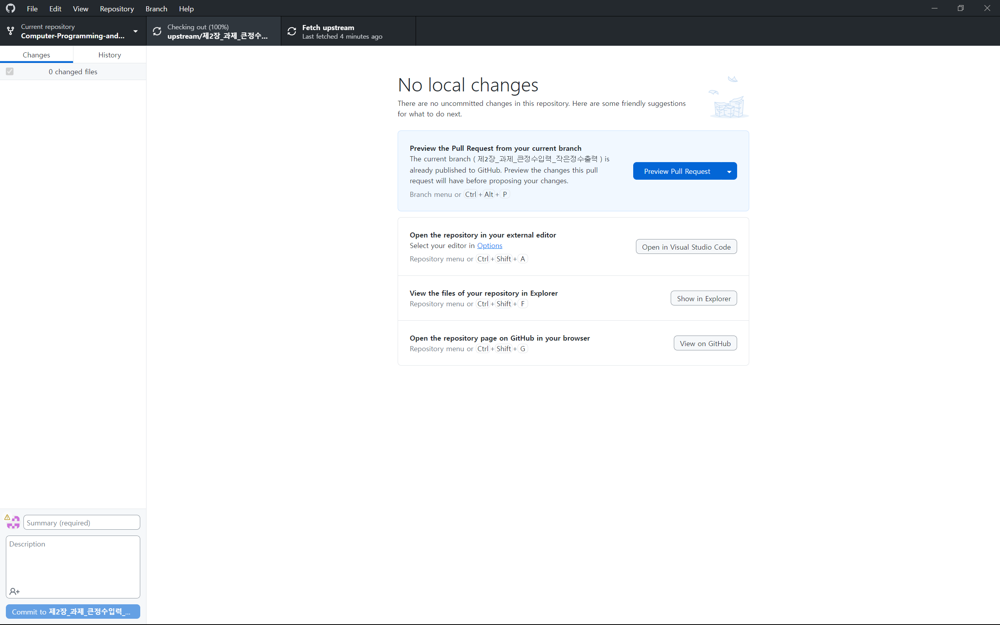 File Edit View Repository Branch Help
Current repository
Computer-Programming-and...
Checking out (100%)
upstream/제2장_과제_큰정수...
Fetch upstream
Last fetched 4 minutes ago
Changes
History
0 changed files
No local changes
There are no uncommitted changes in this repository. Here are some friendly suggestions
for what to do next.
Preview the Pull Request from your current branch
The current branch ( 제2장_과제_큰정수입력_작은정수출력 ) is
already published to GitHub. Preview the changes this pull
request will have before proposing your changes.
Branch menu or Ctrl + Alt + P
Preview Pull Request
Open the repository in your external editor
Select your editor in Options
Repository menu or Ctrl + Shift + A
Open in Visual Studio Code
View the files of your repository in Explorer
Repository menu or Ctrl + Shift + F
Show in Explorer
Open the repository page on GitHub in your browser
Repository menu or Ctrl + Shift + G
View on GitHub
Summary (required)
Description
Commit to 제2장_과제_큰정수입력_...